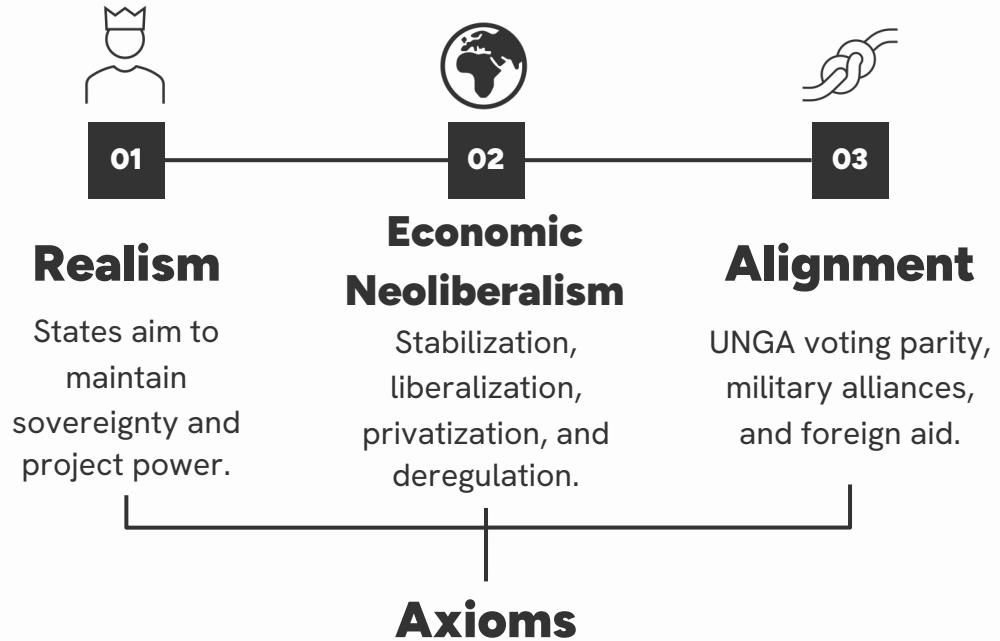 01
02
03
Realism
States aim to
maintain
sovereignty and
project power.
Economic
Neoliberalism
Stabilization,
liberalization,
privatization, and
deregulation.
Alignment
UNGA voting parity,
military alliances,
and foreign aid.
Axioms